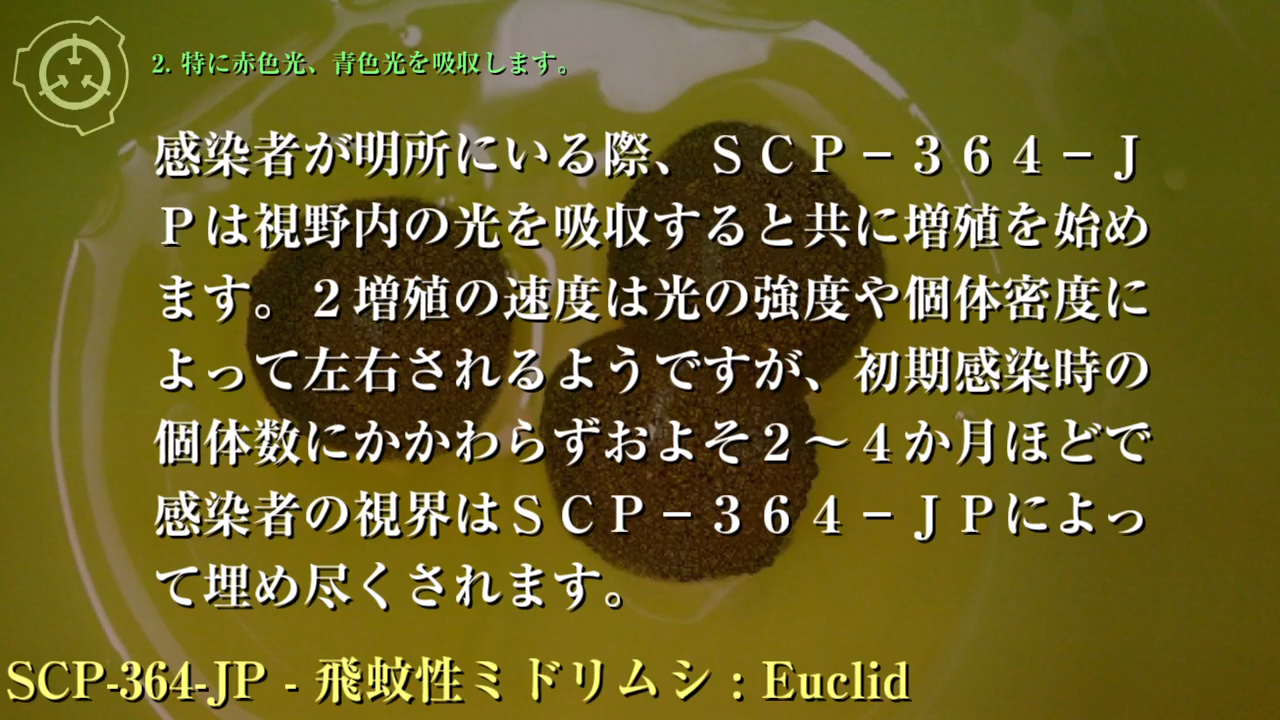 2. 特に赤色光、青色光を吸収します。
感染者が明所にいる際、ＳＣＰ－３６４－Ｊ
Ｐは視野内の光を吸収すると共に増殖を始め
ます。２増殖の速度は光の強度や個体密度に
よって左右されるようですが、初期感染時の
個体数にかかわらずおよそ２～４か月ほどで
感染者の視界はＳＣＰ－３６４－ＪＰによっ
て埋め尽くされます。
SCP-364-JP - 飛蚊性ミドリムシ : Euclid